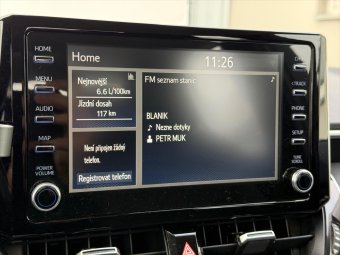 HOME
MENU
AUDIO
MAP
POWER
VOLUME
Home
11:26
Nejnovější
6.6 L/100km
Jízdní dosah
117 km
Není připojen žádný
telefon.
Registrovat telefon
FM seznam stanic
BLANIK
Nezne dotyky
PETR MUK
TRACK
PHONE
SETUP
TUNE
SCROLL